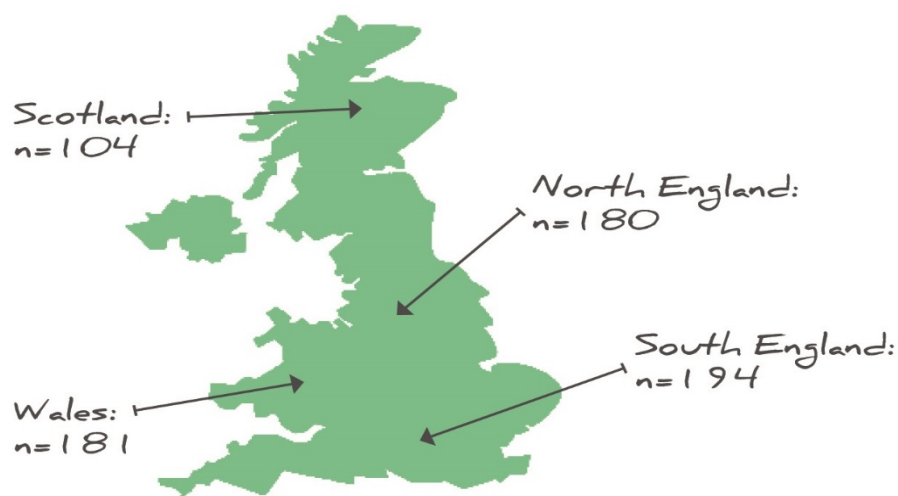 Scotland:
n=104
North England:
n=180
South England:
n=194
Wales:
n=181